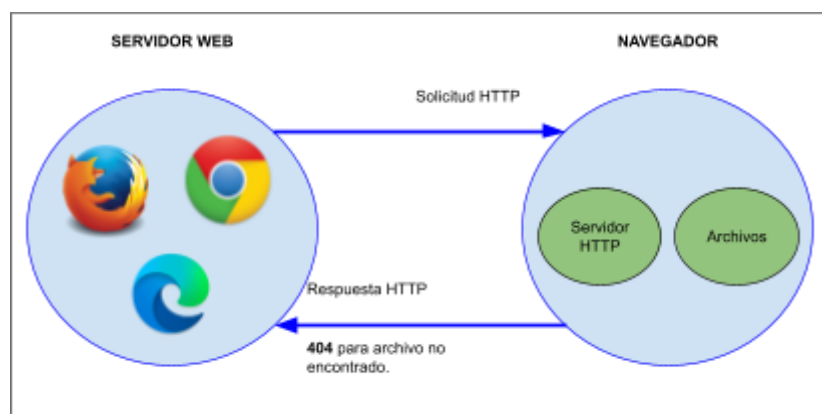 SERVIDOR WEB
NAVEGADOR
Solicitud HTTP
Servidor
HTTP
Archivos
Respuesta HTTP
404 para archivo no
encontrado.